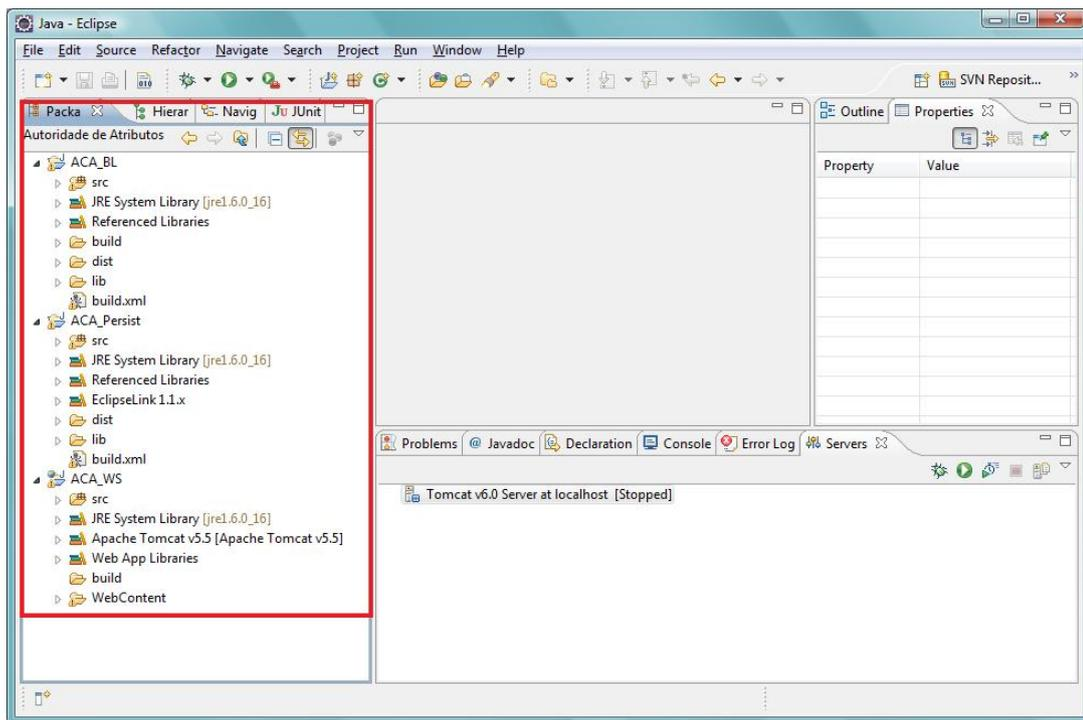 Java - Eclipse
File Edit Source Refactor Navigate Search Project Run Window Help
SVN Reposit...
Packa Hierar Navig JUnit
Autoridade de Atributos
ACA_BL
src
JRE System Library [jre1.6.0_16]
Referenced Libraries
build
dist
lib
build.xml
ACA_Persist
src
JRE System Library [jre1.6.0_16]
Referenced Libraries
EclipseLink 1.1.x
dist
lib
build.xml
ACA_WS
src
JRE System Library [jre1.6.0_16]
Apache Tomcat v5.5 [Apache Tomcat v5.5]
Web App Libraries
build
WebContent
Outline Properties
Property Value
Problems @ Javadoc Declaration Console Error Log Servers
Tomcat v6.0 Server at localhost [Stopped]